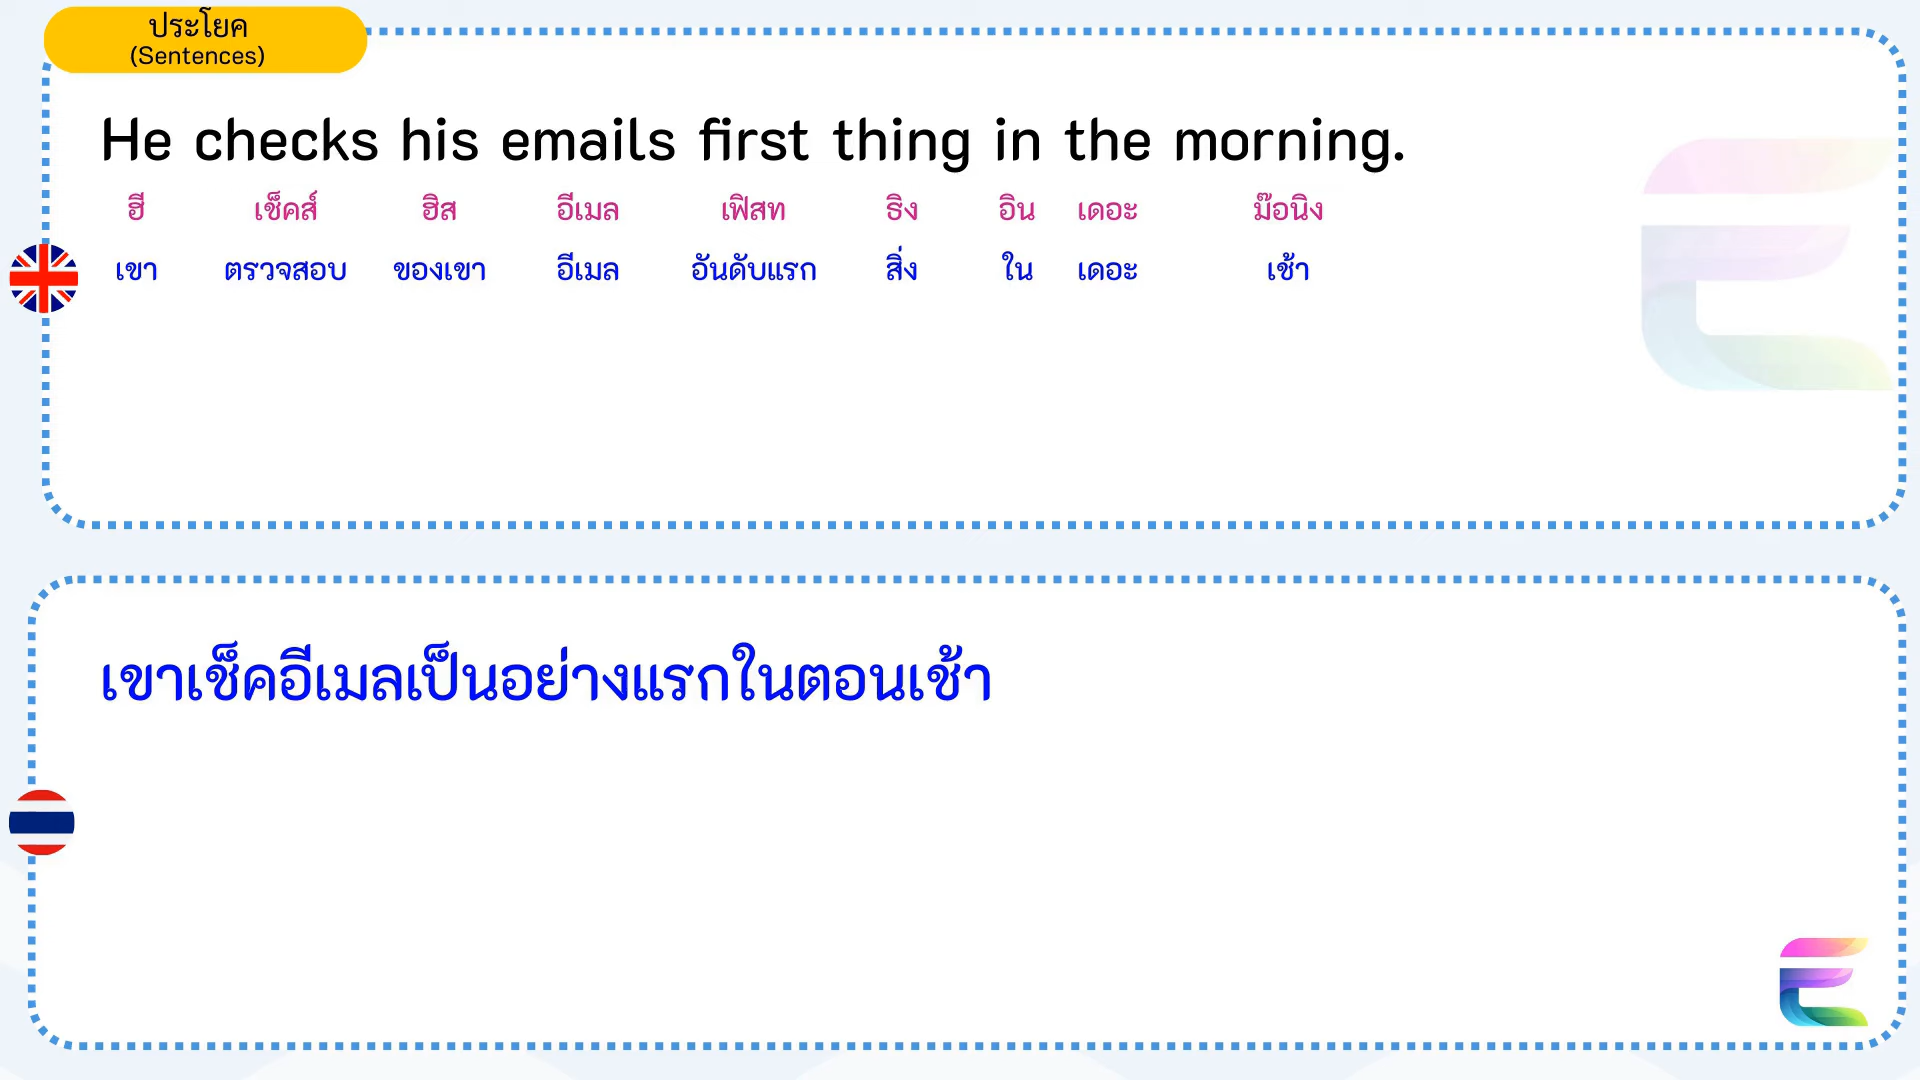 ประโยค
(Sentences)
He checks his emails first thing in the morning.
ฮี เช็คส์ ฮิส อีเมล เฟิสท ธิง อิน เดอะ ม๊อนิง
เขา ตรวจสอบ ของเขา อีเมล อันดับแรก สิ่ง ใน เดอะ เช้า
เขาเช็คอีเมลเป็นอย่างแรกในตอนเช้า